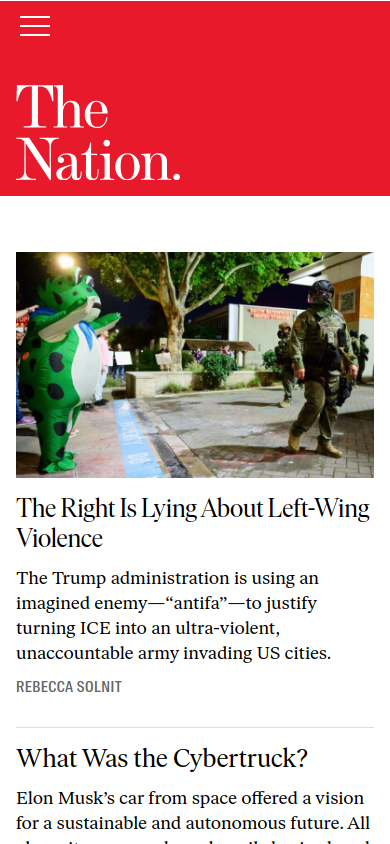 The
Nation.
The Right Is Lying About Left-Wing
Violence
The Trump administration is using an
imagined enemy—“antifa”—to justify
turning ICE into an ultra-violent,
unaccountable army invading US cities.
REBECCA SOLNIT
What Was the Cybertruck?
Elon Musk’s car from space offered a vision
for a sustainable and autonomous future. All